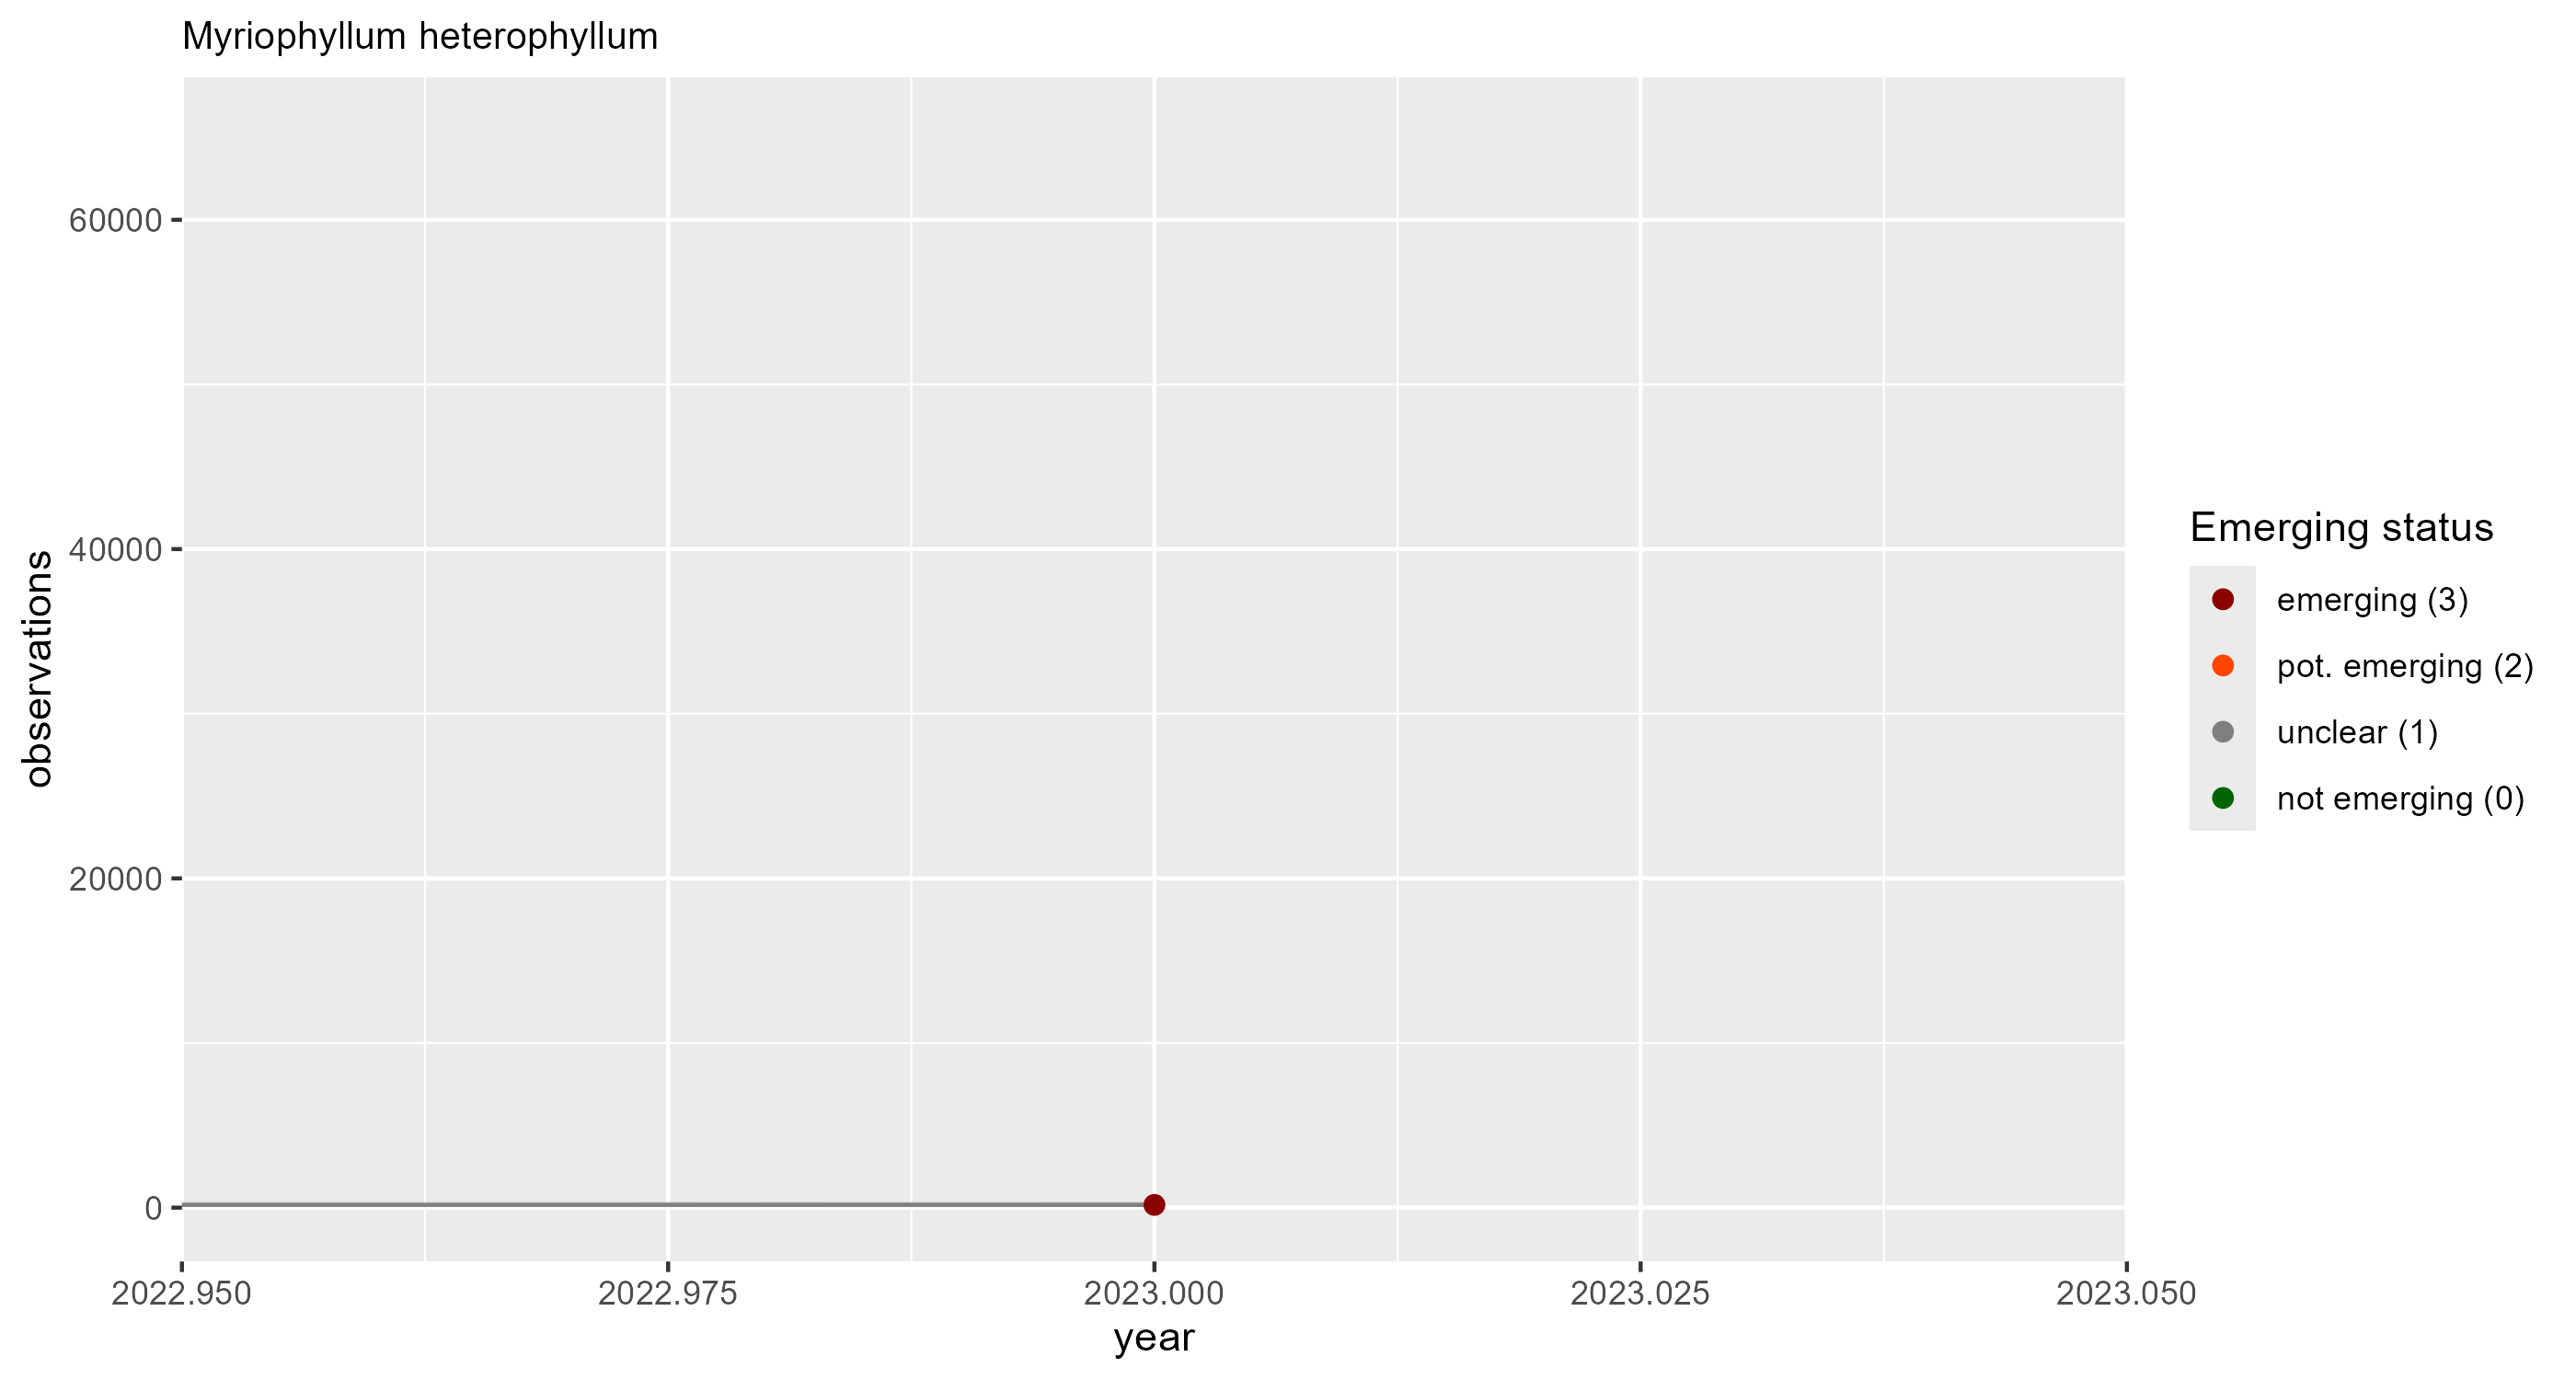 Myriophyllum heterophyllum
60000
40000
20000
0
observations
2022.950
2022.975
2023.000
2023.025
2023.050
year
Emerging status
emerging (3)
pot. emerging (2)
unclear (1)
not emerging (0)